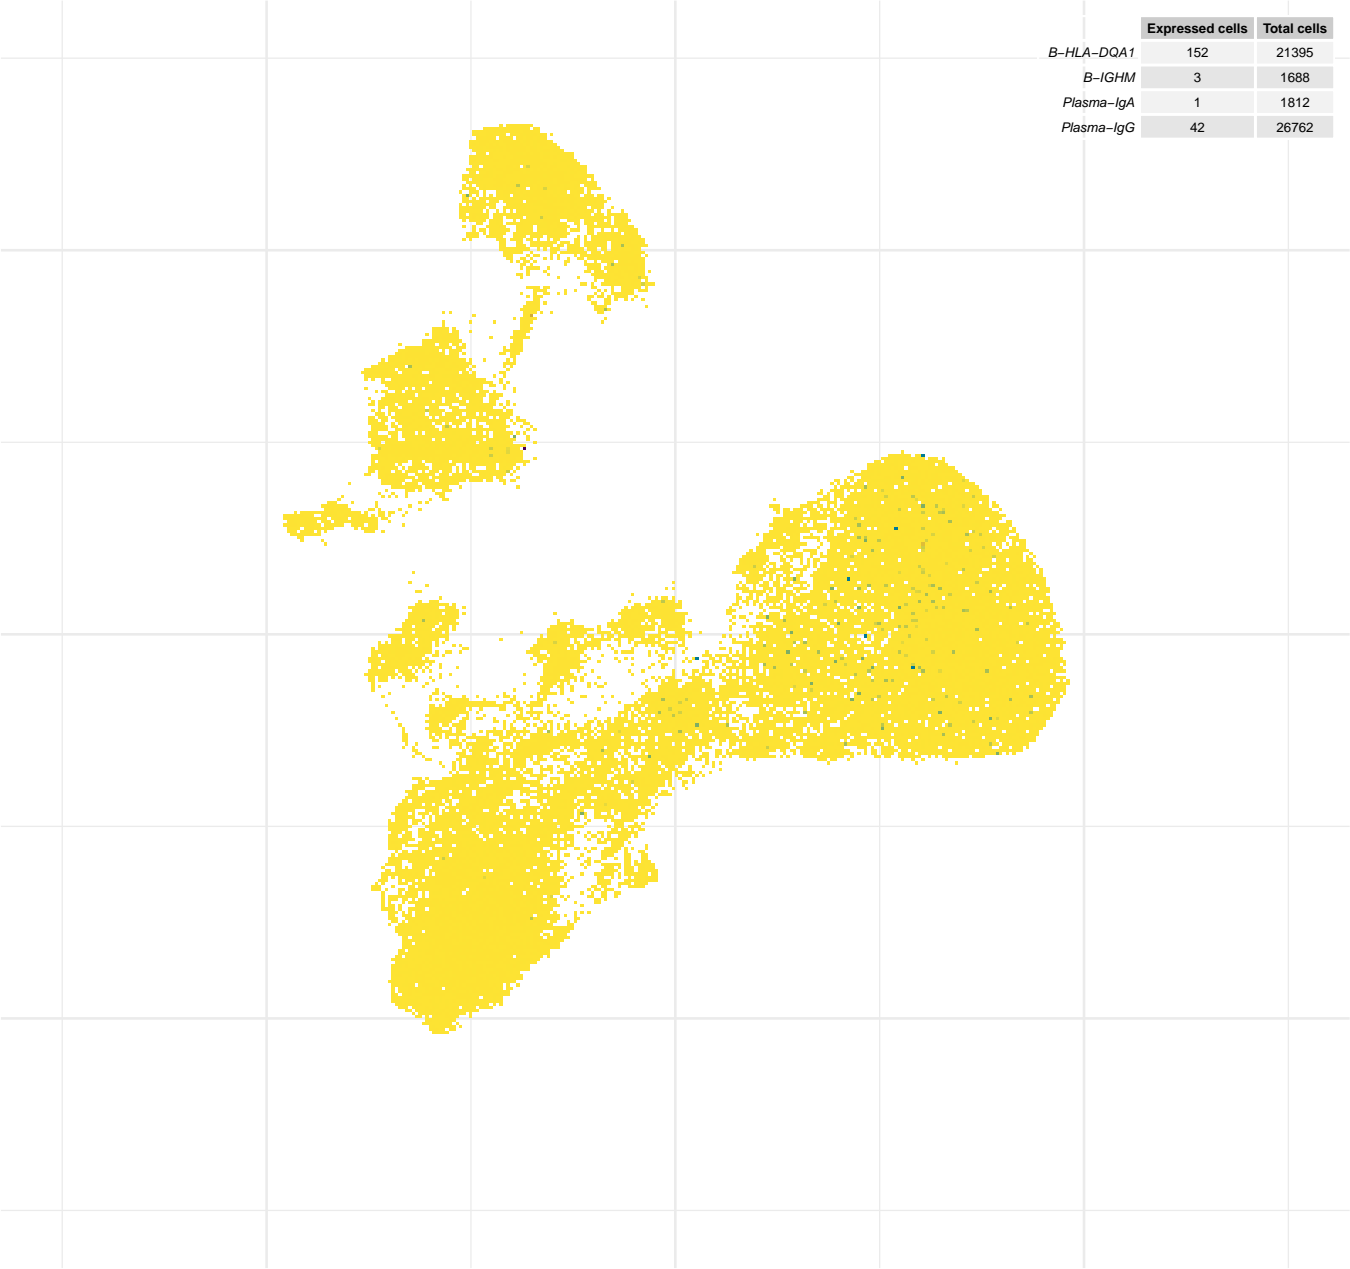 Expressed cells Total cells
B−HLA−DQA1 152 21395
B−IGHM 3 1688
Plasma−IgA 1 1812
Plasma−IgG 42 26762